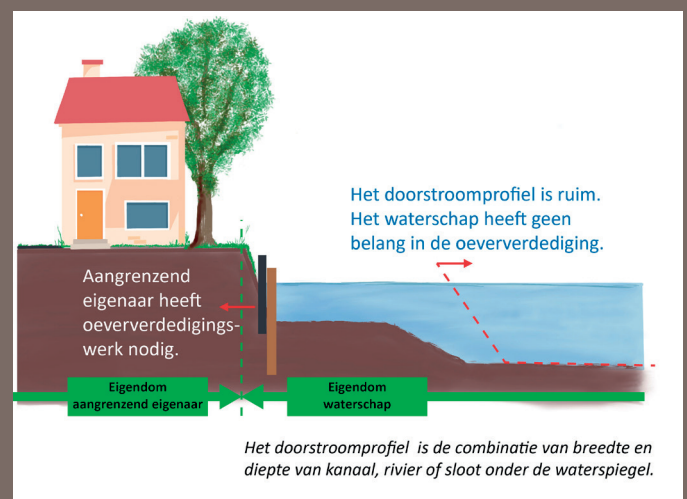 Het doorstroomprofiel is ruim.
Het waterschap heeft geen
belang in de oeververdediging.
Aangrenzend
eigenaar heeft
oeververdedigings-
werk nodig.
Eigendom
aangrenzend eigenaar
Eigendom
waterschap
Het doorstroomprofiel is de combinatie van breedte en
diepte van kanaal, rivier of sloot onder de waterspiegel.